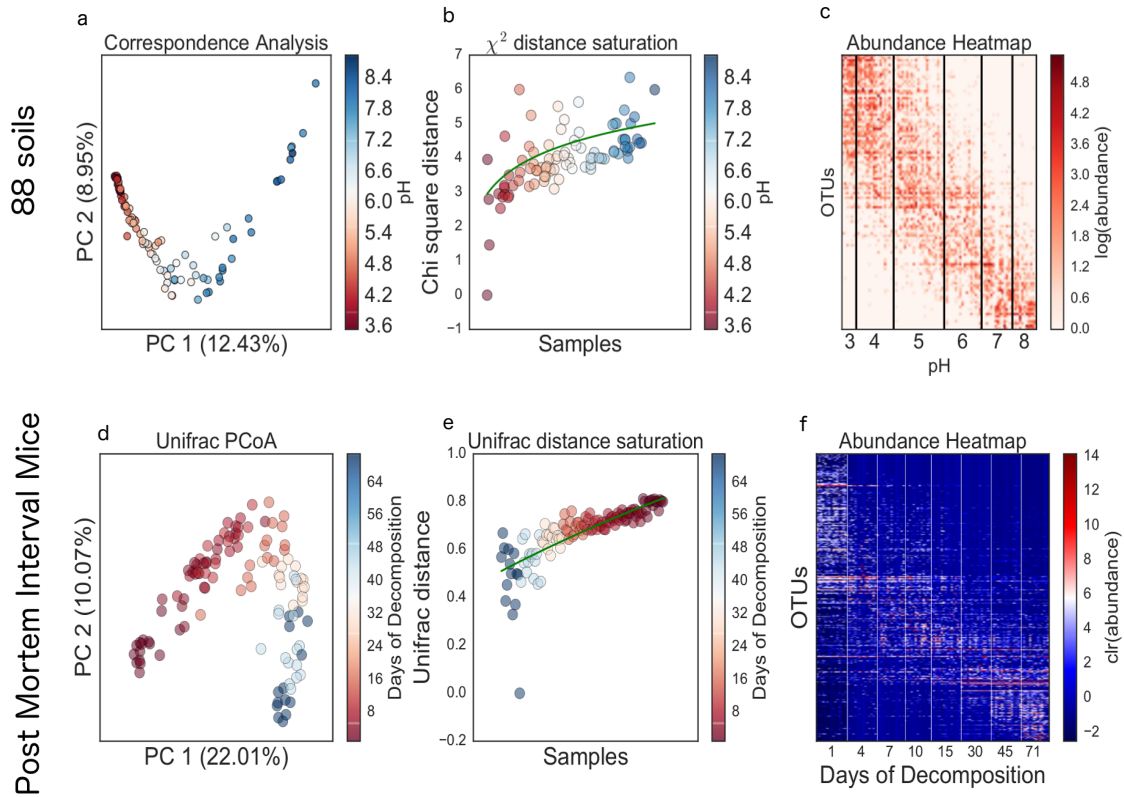 88 soils
a
Correspondence Analysis
PC 2 (8.95%)
PC 1 (12.43%)
8.4
7.8
7.2
6.6
6.0
5.4
4.8
4.2
3.6
pH
b
χ² distance saturation
Chi square distance
7
6
5
4
3
2
1
0
−1
Samples
8.4
7.8
7.2
6.6
6.0
5.4
4.8
4.2
3.6
pH
c
Abundance Heatmap
OTUs
3 4 5 6 7 8
pH
4.8
4.2
3.6
3.0
2.4
1.8
1.2
0.6
0.0
log(abundance)
Post Mortem Interval Mice
d
Unifrac PCoA
PC 2 (10.07%)
PC 1 (22.01%)
64
56
48
40
32
24
16
8
Days of Decomposition
e
Unifrac distance saturation
Unifrac distance
1.0
0.8
0.6
0.4
0.2
0.0
−0.2
Samples
64
56
48
40
32
24
16
8
Days of Decomposition
f
Abundance Heatmap
OTUs
1 4 7 10 15 30 45 71
Days of Decomposition
14
12
10
8
6
4
2
0
−2
clr(abundance)